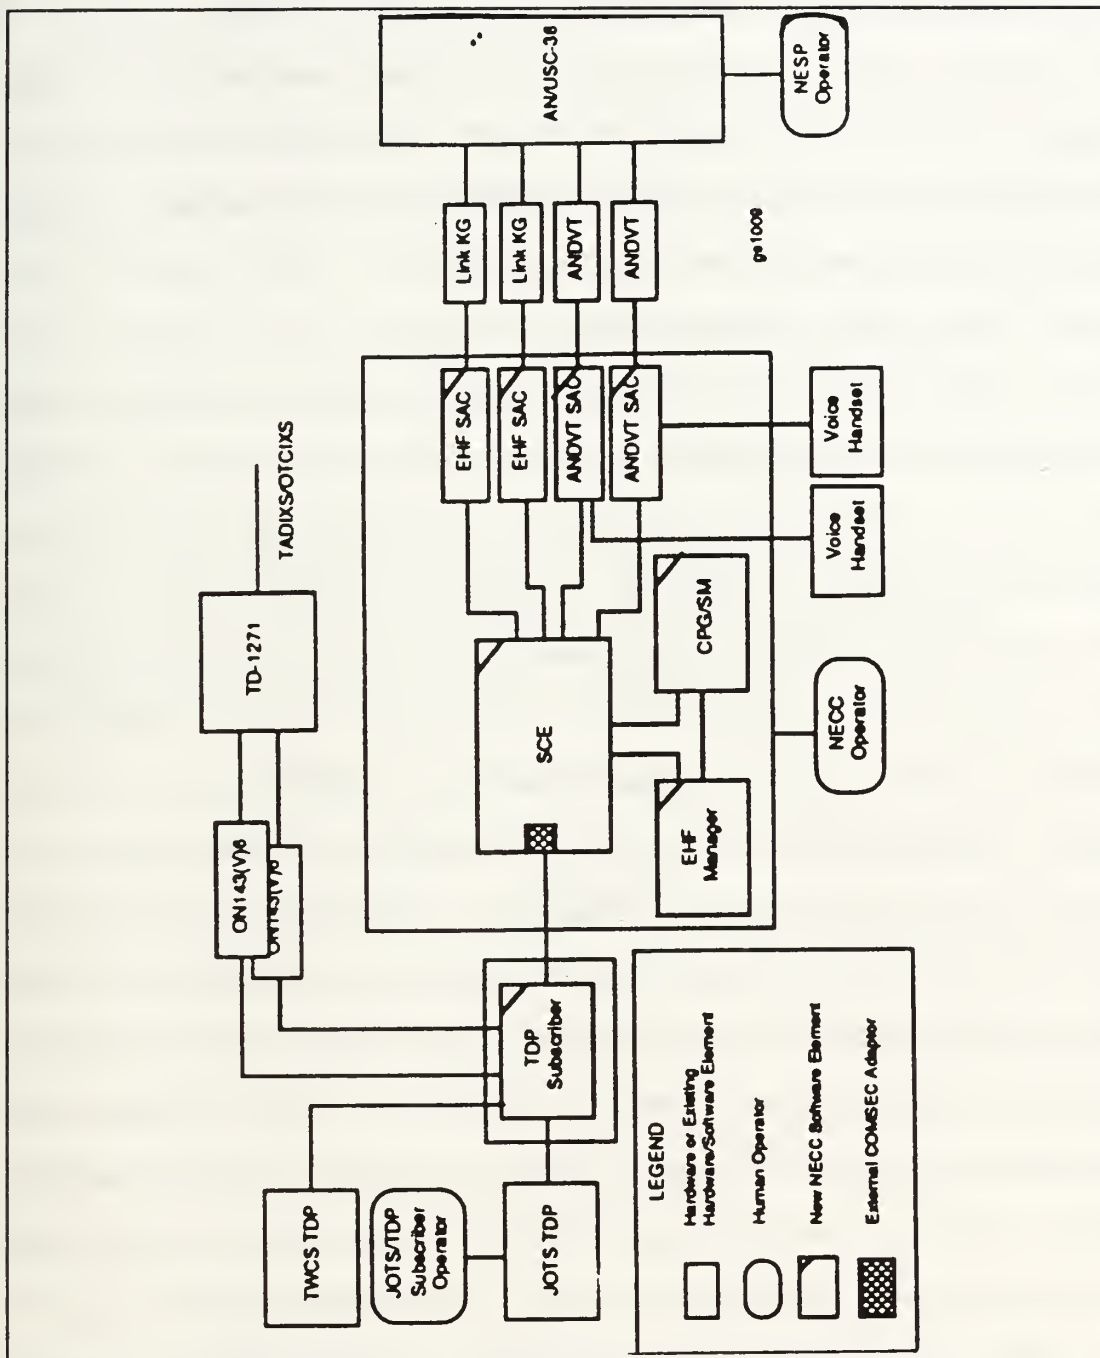 TWCS TDP
JOTS/TDP
Subscriber
Operator
JOTS TDP
TDP
Subscriber
ON143(V)6
ON143(V)6
TD-1271
TADIXS/OTCIXS
SCE
EHF
Manager
CPG/SM
EHF SAC
EHF SAC
ANDVT SAC
ANDVT SAC
Link KG
Link KG
ANDVT
ANDVT
AN/USC-38
NESP
Operator
NECC
Operator
Voice
Handset
Voice
Handset
ge1009
LEGEND
Hardware or Existing
Hardware/Software Element
Human Operator
New NECC Software Element
External COMSEC Adaptor